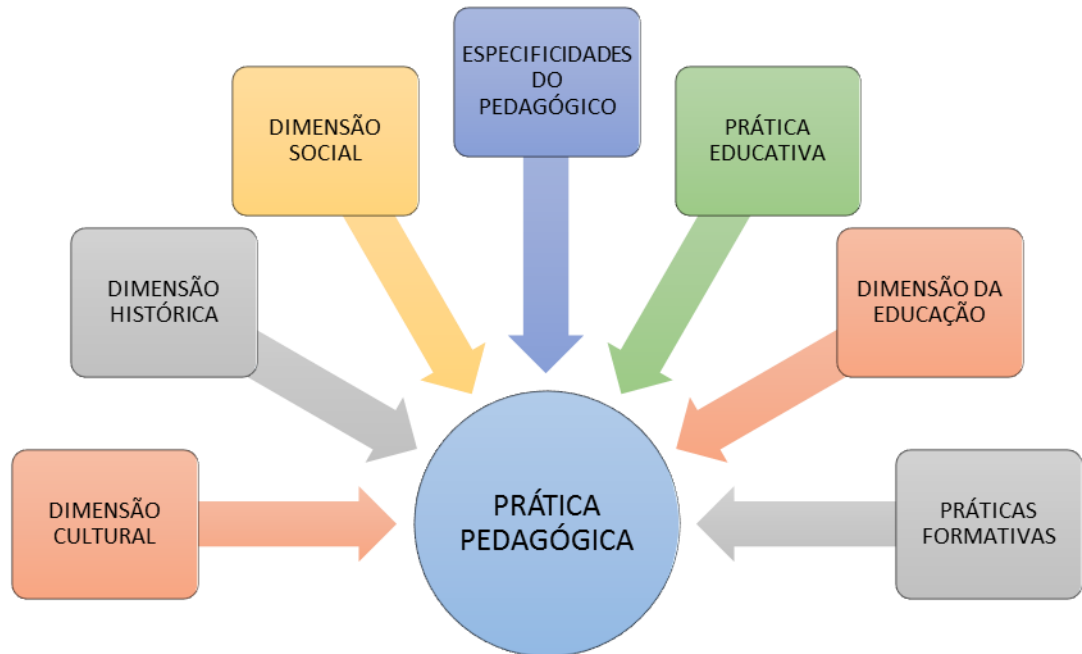 ESPECIFICIDADES
DO
PEDAGÓGICO
DIMENSÃO
SOCIAL
PRÁTICA
EDUCATIVA
DIMENSÃO
HISTÓRICA
DIMENSÃO DA
EDUCAÇÃO
DIMENSÃO
CULTURAL
PRÁTICA
PEDAGÓGICA
PRÁTICAS
FORMATIVAS